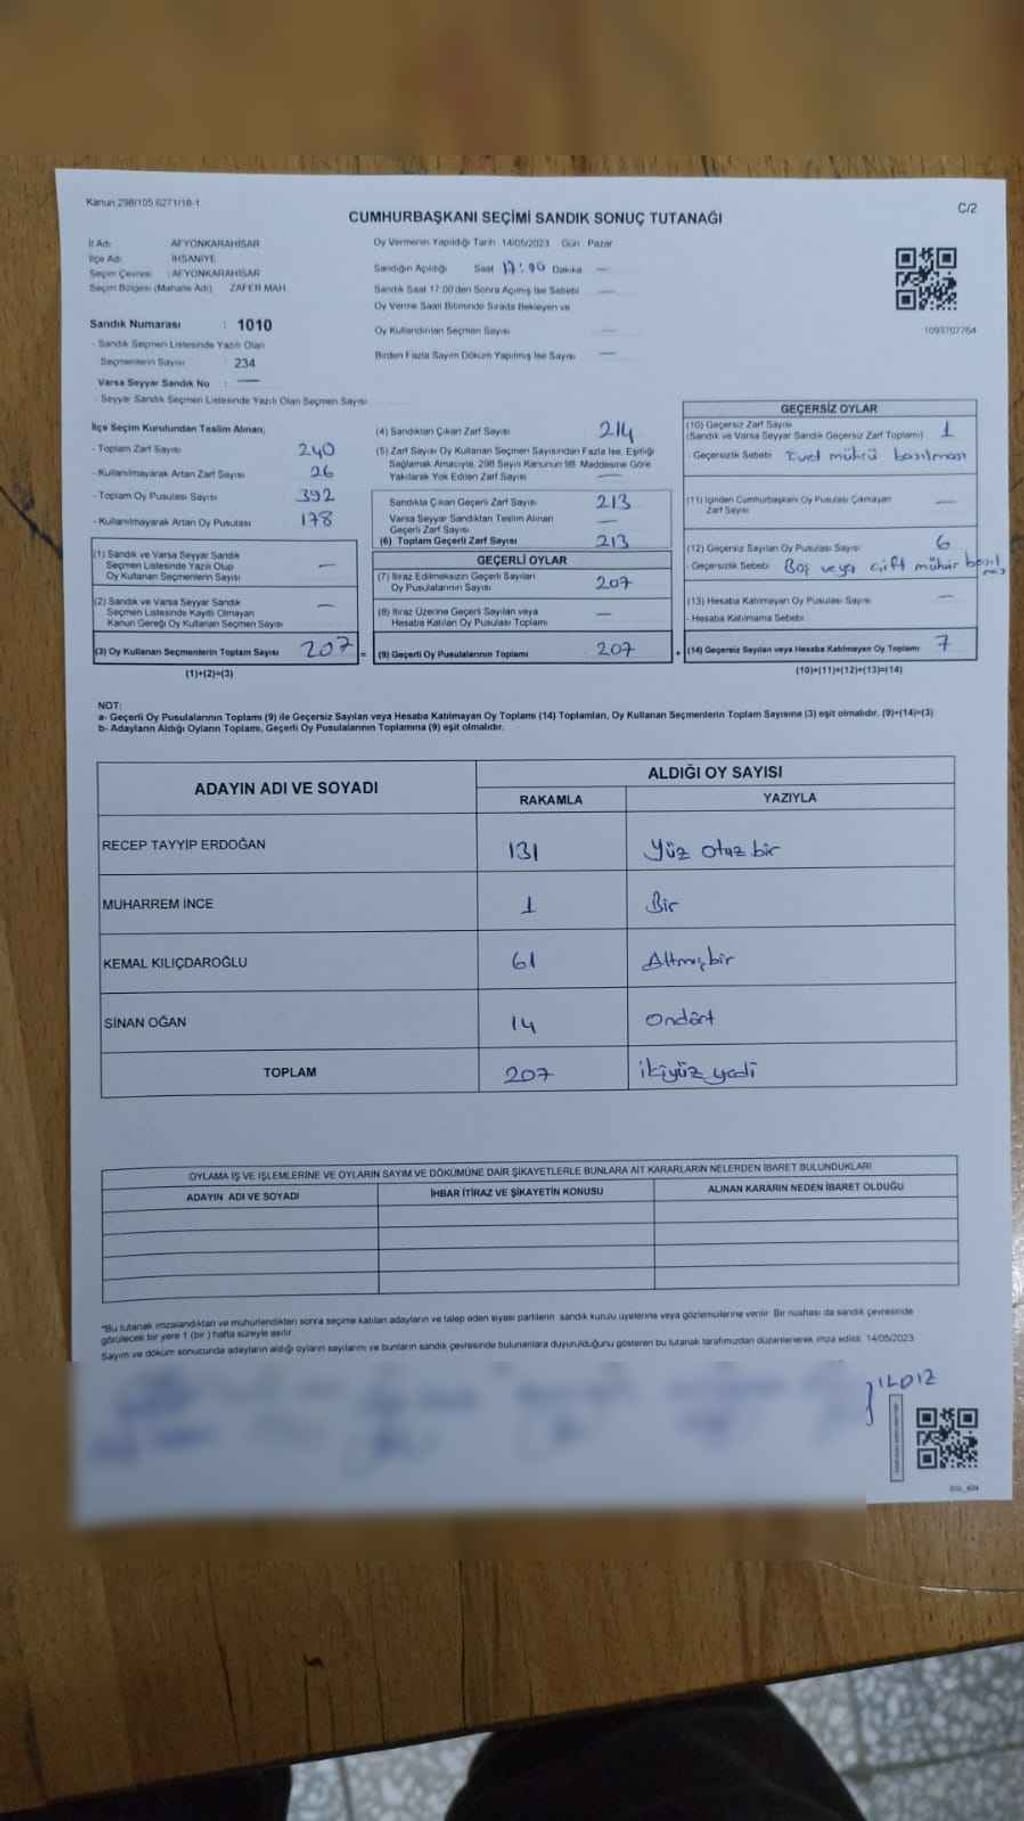 Kanun 298/105 6271/18-1
C/2
CUMHURBAŞKANI SEÇİMİ SANDIK SONUÇ TUTANAĞI
İl Adı AFYONKARAHİSAR
İlçe Adı İHSANİYE
Seçim Çevresi : AFYONKARAHİSAR
Seçim Bölgesi (Mahalle Adı) ZAFER MAH.
Sandık Numarası : 1010
- Sandık Seçmen Listesinde Yazılı Olan
Seçmenlerin Sayısı 234
Varsa Seyyar Sandık No : —
- Seyyar Sandık Seçmen Listesinde Yazılı Olan Seçmen Sayısı
Oy Vermenin Yapıldığı Tarih 14/05/2023 Gün Pazar
Sandığın Açıldığı Saat 17:00 Dakika —
Sandık Saat 17:00'den Sonra Açılmış İse Sebebi —
Oy Verme Saati Bitiminde Sırada Bekleyen ve
Oy Kullandırılan Seçmen Sayısı —
Birden Fazla Sayım Döküm Yapılmış İse Sayısı —
1093707764
İlçe Seçim Kurulundan Teslim Alınan;
- Toplam Zarf Sayısı 240
- Kullanılmayarak Artan Zarf Sayısı 26
- Toplam Oy Pusulası Sayısı 392
- Kullanılmayarak Artan Oy Pusulası 178
(1) Sandık ve Varsa Seyyar Sandık
Seçmen Listesinde Yazılı Olup
Oy Kullanan Seçmenlerin Sayısı —
(2) Sandık ve Varsa Seyyar Sandık
Seçmen Listesinde Kayıtlı Olmayan
Kanun Gereği Oy Kullanan Seçmen Sayısı —
(3) Oy Kullanan Seçmenlerin Toplam Sayısı 207 =
(1)+(2)=(3)
(4) Sandıktan Çıkan Zarf Sayısı 214
(5) Zarf Sayısı Oy Kullanan Seçmen Sayısından Fazla İse, Eşitliği
Sağlamak Amacıyla, 298 Sayılı Kanunun 98. Maddesine Göre
Yakılarak Yok Edilen Zarf Sayısı —
Sandıkta Çıkan Geçerli Zarf Sayısı 213
Varsa Seyyar Sandıktan Teslim Alınan
Geçerli Zarf Sayısı —
(6) Toplam Geçerli Zarf Sayısı 213
GEÇERLİ OYLAR
(7) İtiraz Edilmeksizin Geçerli Sayılan
Oy Pusulalarının Sayısı 207
(8) İtiraz Üzerine Geçerli Sayılan veya
Hesaba Katılan Oy Pusulası Toplamı —
(9) Geçerli Oy Pusulalarının Toplamı 207 +
GEÇERSİZ OYLAR
(10) Geçersiz Zarf Sayısı
(Sandık ve Varsa Seyyar Sandık Geçersiz Zarf Toplamı) 1
- Geçersizlik Sebebi Evet mührü basılması
(11) İçinden Cumhurbaşkanı Oy Pusulası Çıkmayan
Zarf Sayısı —
(12) Geçersiz Sayılan Oy Pusulası Sayısı 6
- Geçersizlik Sebebi Boş veya çift mühür basılması
(13) Hesaba Katılmayan Oy Pusulası Sayısı —
- Hesaba Katılmama Sebebi
(14) Geçersiz Sayılan veya Hesaba Katılmayan Oy Toplamı 7
(10)+(11)+(12)+(13)=(14)
NOT:
a- Geçerli Oy Pusulalarının Toplamı (9) ile Geçersiz Sayılan veya Hesaba Katılmayan Oy Toplamı (14) Toplamları, Oy Kullanan Seçmenlerin Toplam Sayısına (3) eşit olmalıdır. (9)+(14)=(3)
b- Adayların Aldığı Oyların Toplamı, Geçerli Oy Pusulalarının Toplamına (9) eşit olmalıdır.
ADAYIN ADI VE SOYADI ALDIĞI OY SAYISI
RAKAMLA YAZIYLA
RECEP TAYYİP ERDOĞAN 131 Yüz otuz bir
MUHARREM İNCE 1 Bir
KEMAL KILIÇDAROĞLU 61 Altmışbir
SİNAN OĞAN 14 Ondört
TOPLAM 207 ikiyüz yedi
OYLAMA İŞ VE İŞLEMLERİNE VE OYLARIN SAYIM VE DÖKÜMÜNE DAİR ŞİKAYETLERLE BUNLARA AİT KARARLARIN NELERDEN İBARET BULUNDUKLARI
ADAYIN ADI VE SOYADI İHBAR İTİRAZ VE ŞİKAYETİN KONUSU ALINAN KARARIN NEDEN İBARET OLDUĞU
"Bu tutanak imzalandıktan ve mühürlendikten sonra seçime katılan adayların ve talep eden siyasi partilerin sandık kurulu üyelerine veya gözlemcilerine verilir. Bir nüshası da sandık çevresinde
görülecek bir yere 1 (bir) hafta süreyle asılır.
Sayım ve döküm sonucunda adayların aldığı oyların sayılarını ve bunların sandık çevresinde bulunanlara duyurulduğunu gösteren bu tutanak tarafımızdan düzenlenerek imza edildi. 14/05/2023